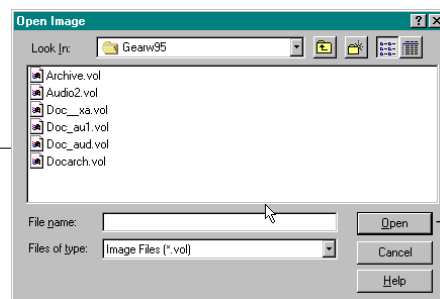 Open Image
Look In: Gearw95
Archive.vol
Audio2.vol
Doc__xa.vol
Doc_au1.vol
Doc_aud.vol
Docarch.vol
File name: Open
Files of type: Image Files (*.vol) Cancel
Help